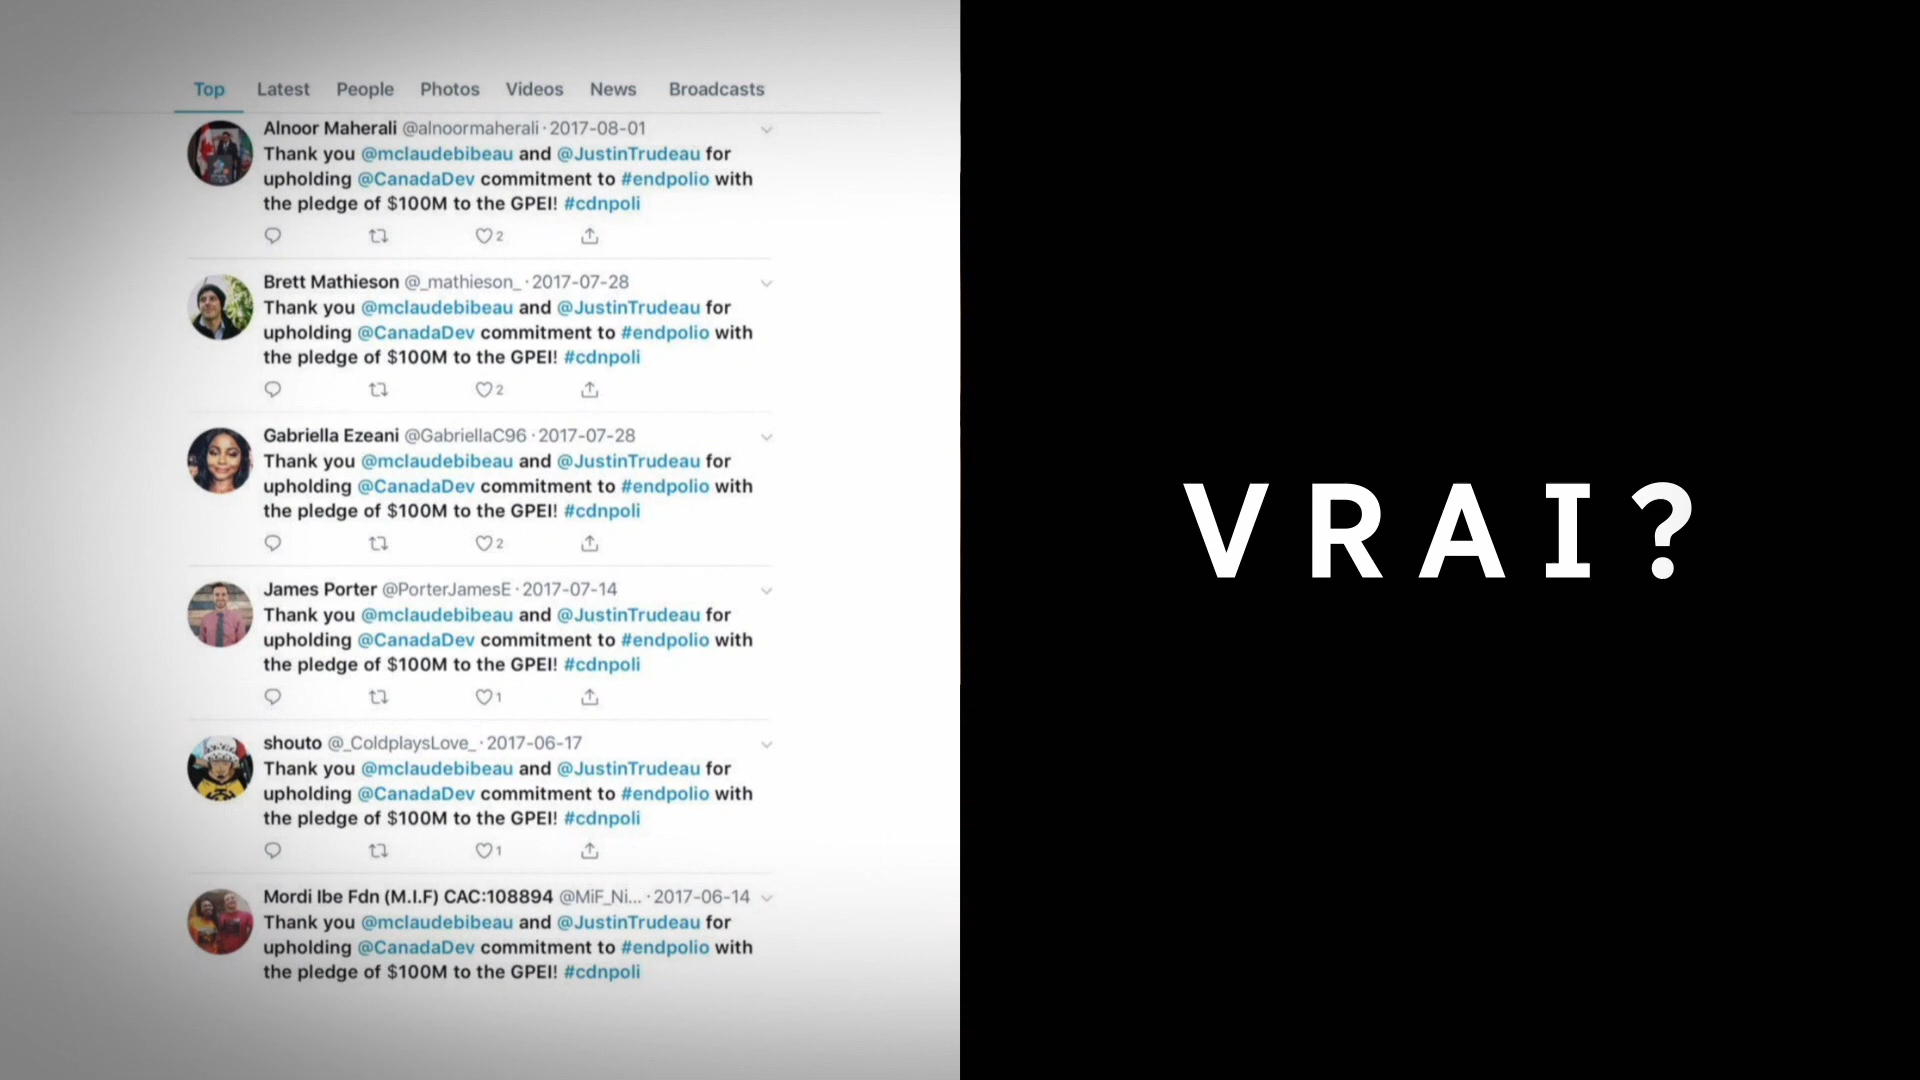 Top Latest People Photos Videos News Broadcasts
Alnoor Maherali @alnoormaherali · 2017-08-01
Thank you @mclaudebibeau and @JustinTrudeau for
upholding @CanadaDev commitment to #endpolio with
the pledge of $100M to the GPEI! #cdnpoli
2
Brett Mathieson @_mathieson_ · 2017-07-28
Thank you @mclaudebibeau and @JustinTrudeau for
upholding @CanadaDev commitment to #endpolio with
the pledge of $100M to the GPEI! #cdnpoli
2
Gabriella Ezeani @GabriellaC96 · 2017-07-28
Thank you @mclaudebibeau and @JustinTrudeau for
upholding @CanadaDev commitment to #endpolio with
the pledge of $100M to the GPEI! #cdnpoli
2
James Porter @PorterJamesE · 2017-07-14
Thank you @mclaudebibeau and @JustinTrudeau for
upholding @CanadaDev commitment to #endpolio with
the pledge of $100M to the GPEI! #cdnpoli
1
shouto @_ColdplaysLove_ · 2017-06-17
Thank you @mclaudebibeau and @JustinTrudeau for
upholding @CanadaDev commitment to #endpolio with
the pledge of $100M to the GPEI! #cdnpoli
1
Mordi Ibe Fdn (M.I.F) CAC:108894 @MiF_Ni... · 2017-06-14
Thank you @mclaudebibeau and @JustinTrudeau for
upholding @CanadaDev commitment to #endpolio with
the pledge of $100M to the GPEI! #cdnpoli
VRAI?